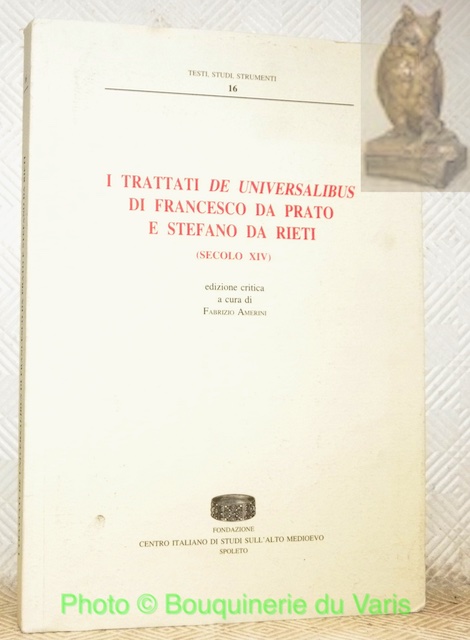 TESTI, STUDI, STRUMENTI
16
I TRATTATI DE UNIVERSALIBUS
DI FRANCESCO DA PRATO
E STEFANO DA RIETI
(SECOLO XIV)
edizione critica
a cura di
FABRIZIO AMERINI
FONDAZIONE
CENTRO ITALIANO DI STUDI SULL'ALTO MEDIOEVO
SPOLETO
Photo © Bouquinerie du Varis